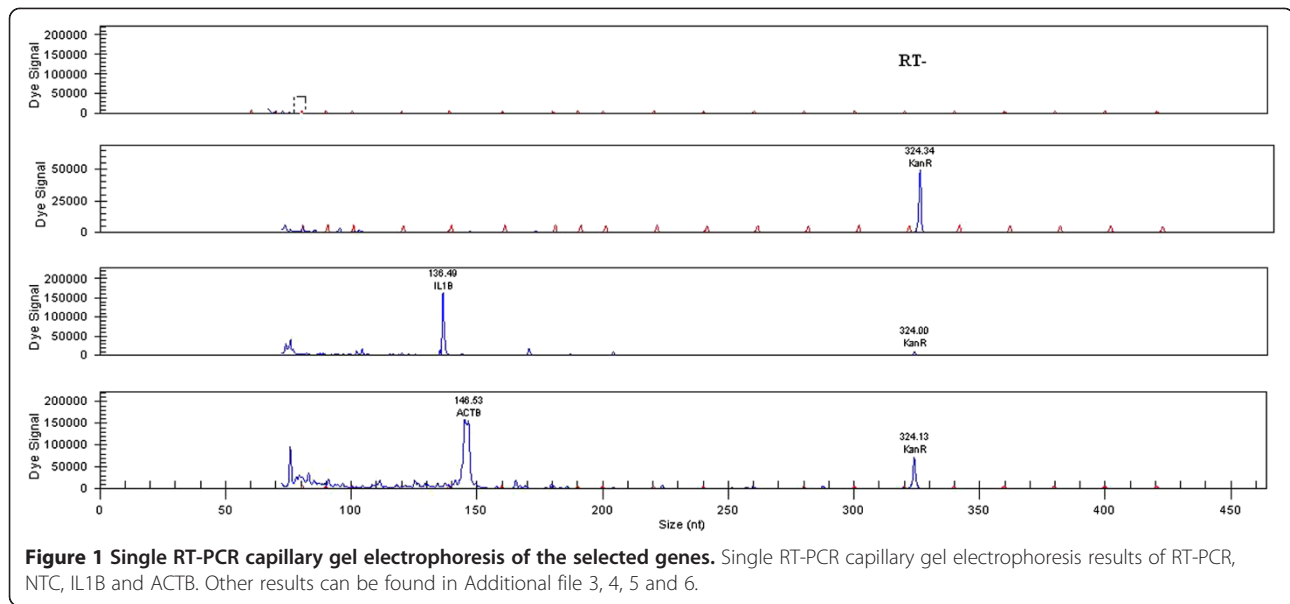 200000
150000
100000
50000
0
Dye Signal
RT-
50000
25000
0
Dye Signal
324.34
KanR
200000
150000
100000
50000
0
Dye Signal
136.49
IL1B
324.00
KanR
200000
150000
100000
50000
0
Dye Signal
146.53
ACTB
324.13
KanR
0 50 100 150 200 250 300 350 400 450
Size (nt)
Figure 1 Single RT-PCR capillary gel electrophoresis of the selected genes. Single RT-PCR capillary gel electrophoresis results of RT-PCR,
NTC, IL1B and ACTB. Other results can be found in Additional file 3, 4, 5 and 6.